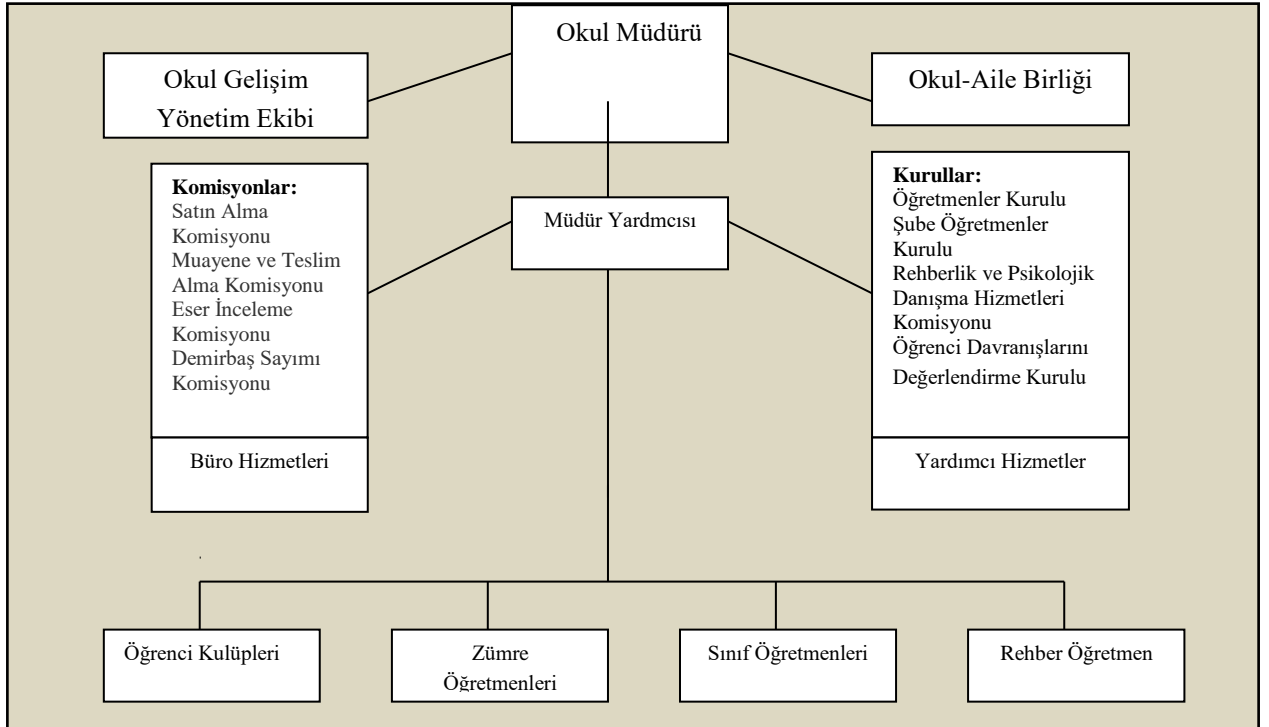 Okul Müdürü
Okul Gelişim
Yönetim Ekibi
Okul-Aile Birliği
Komisyonlar:
Satın Alma
Komisyonu
Muayene ve Teslim
Alma Komisyonu
Eser İnceleme
Komisyonu
Demirbaş Sayımı
Komisyonu
Müdür Yardmcısı
Kurullar:
Öğretmenler Kurulu
Şube Öğretmenler
Kurulu
Rehberlik ve Psikolojik
Danışma Hizmetleri
Komisyonu
Öğrenci Davranışlarını
Değerlendirme Kurulu
Büro Hizmetleri
Yardımcı Hizmetler
Öğrenci Kulüpleri
Zümre
Öğretmenleri
Sınıf Öğretmenleri
Rehber Öğretmen